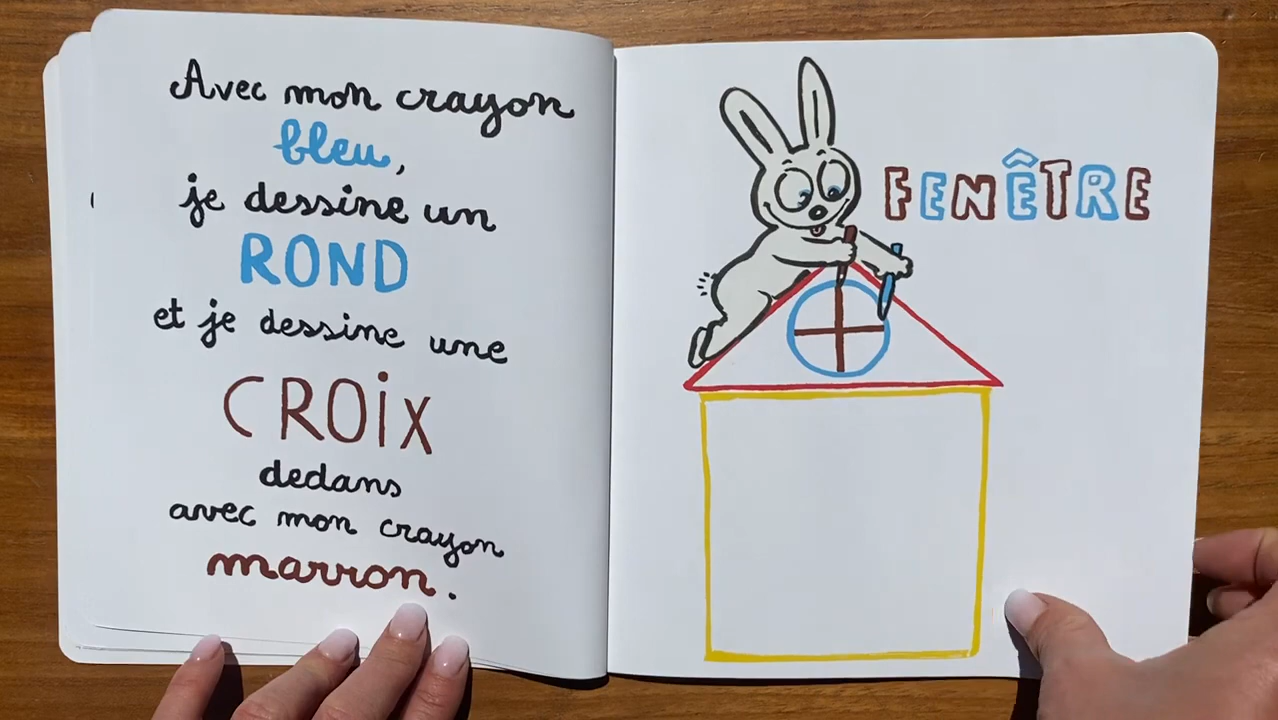 Avec mon crayon
bleu,
je dessine un
ROND
et je dessine une
CROiX
dedans
avec mon crayon
marron.
FENÊTRE